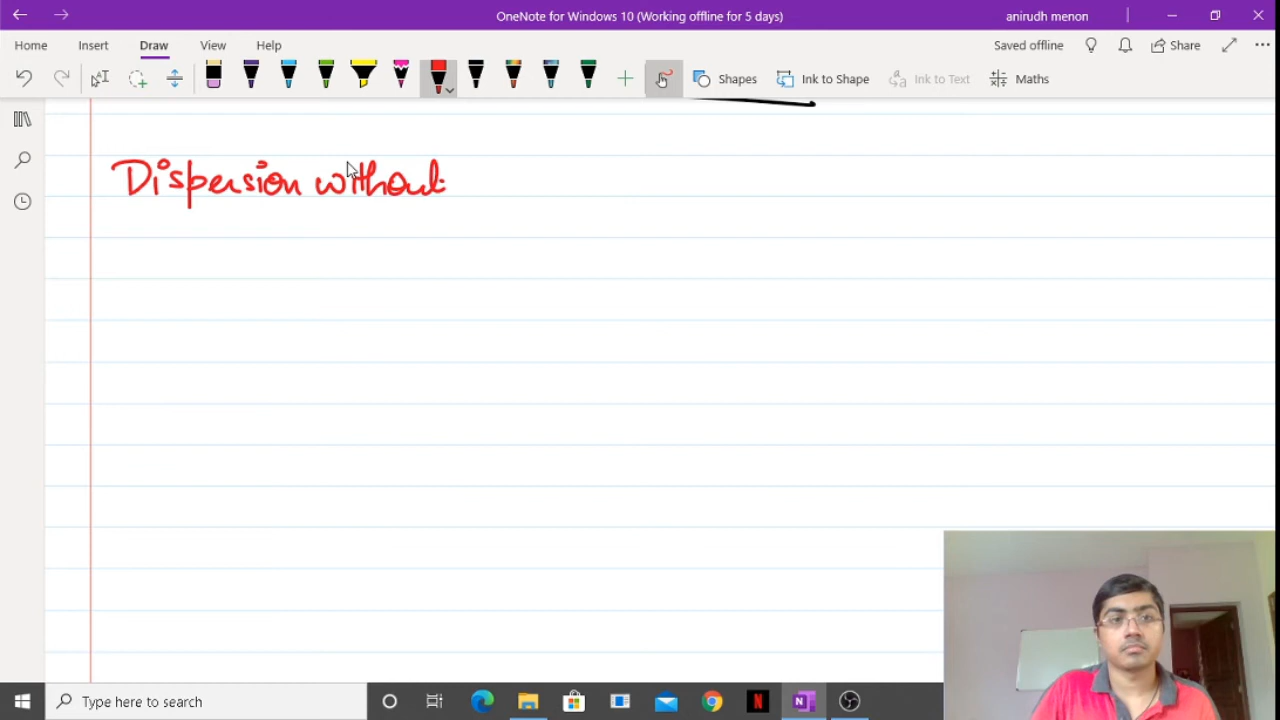 OneNote for Windows 10 (Working offline for 5 days)
anirudh menon
Home Insert Draw View Help
Saved offline
Share
Shapes
Ink to Shape
Ink to Text
Maths
Dispersion without
Type here to search